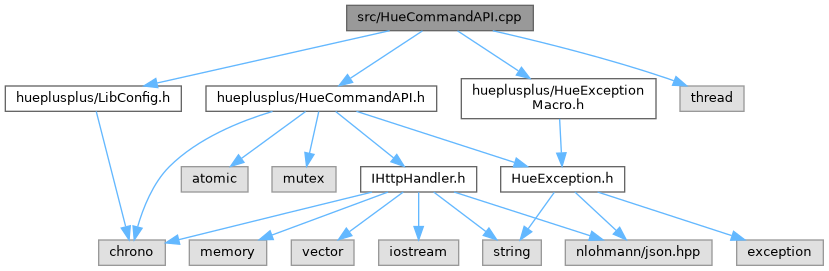 src/HueCommandAPI.cpp
hueplusplus/LibConfig.h
hueplusplus/HueCommandAPI.h
hueplusplus/HueException
Macro.h
thread
atomic
mutex
IHttpHandler.h
HueException.h
chrono
memory
vector
iostream
string
nlohmann/json.hpp
exception